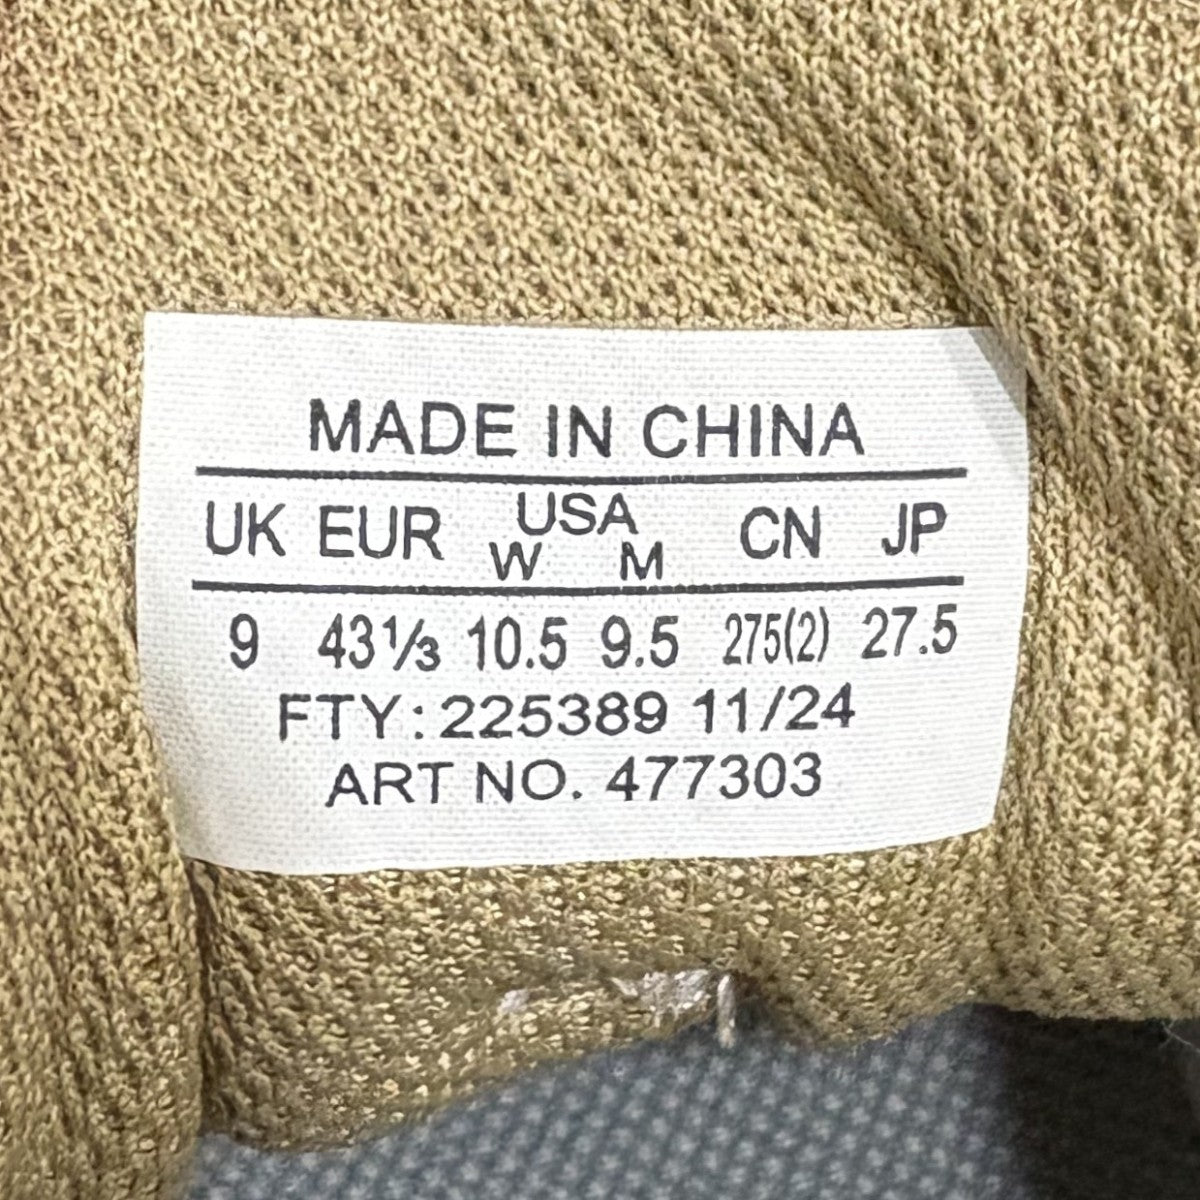 MADE IN CHINA
UK EUR USA CN JP
W M
9 43⅓ 10.5 9.5 275(2) 27.5
FTY: 225389 11/24
ART NO. 477303